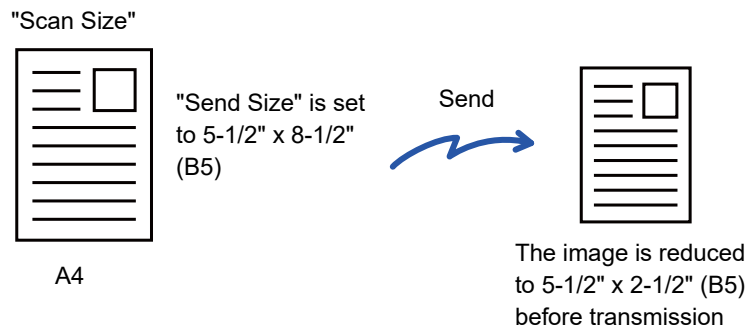 "Scan Size"
A4
"Send Size" is set
to 5-1/2" x 8-1/2"
(B5)
Send
The image is reduced
to 5-1/2" x 2-1/2" (B5)
before transmission